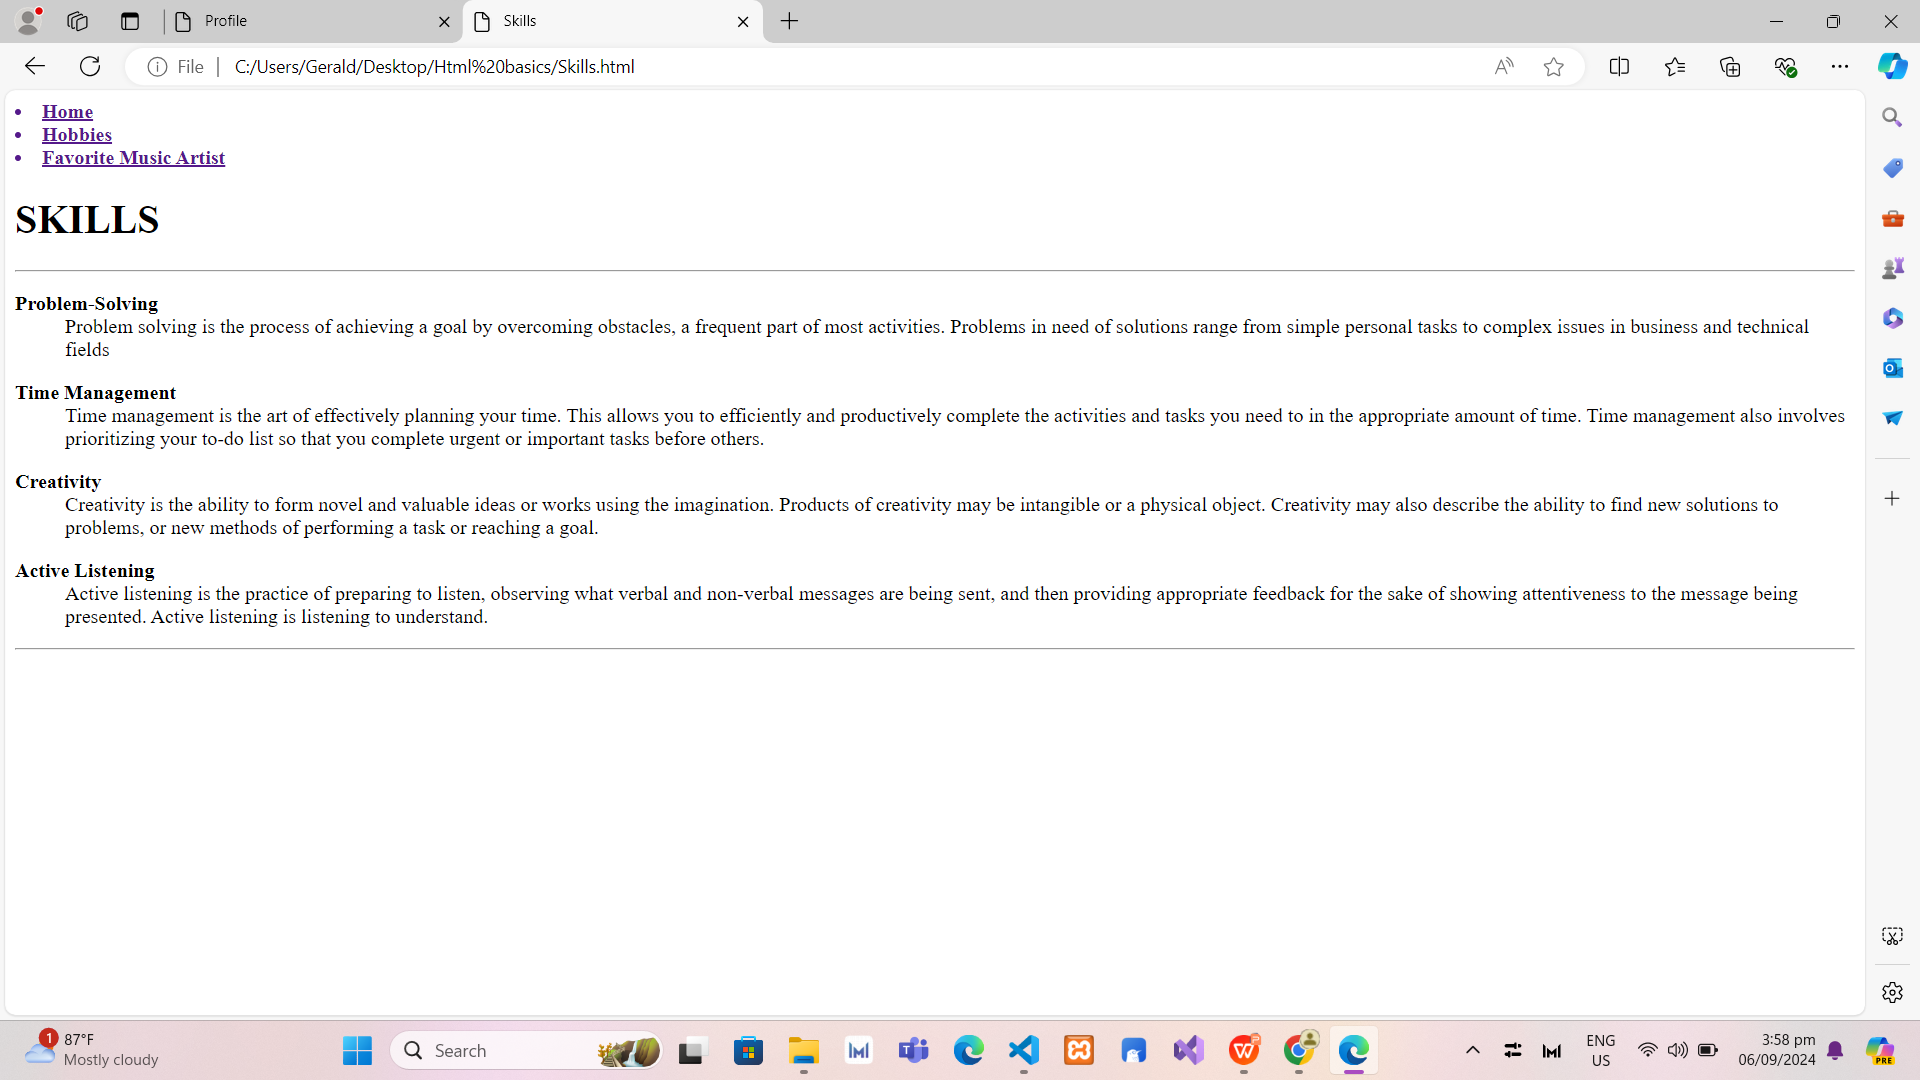 Profile
Skills
File
C:/Users/Gerald/Desktop/Html%20basics/Skills.html
Home
Hobbies
Favorite Music Artist
SKILLS
Problem-Solving
Problem solving is the process of achieving a goal by overcoming obstacles, a frequent part of most activities. Problems in need of solutions range from simple personal tasks to complex issues in business and technical
fields
Time Management
Time management is the art of effectively planning your time. This allows you to efficiently and productively complete the activities and tasks you need to in the appropriate amount of time. Time management also involves
prioritizing your to-do list so that you complete urgent or important tasks before others.
Creativity
Creativity is the ability to form novel and valuable ideas or works using the imagination. Products of creativity may be intangible or a physical object. Creativity may also describe the ability to find new solutions to
problems, or new methods of performing a task or reaching a goal.
Active Listening
Active listening is the practice of preparing to listen, observing what verbal and non-verbal messages are being sent, and then providing appropriate feedback for the sake of showing attentiveness to the message being
presented. Active listening is listening to understand.
1
87°F
Mostly cloudy
Search
ENG
US
3:58 pm
06/09/2024
PRE